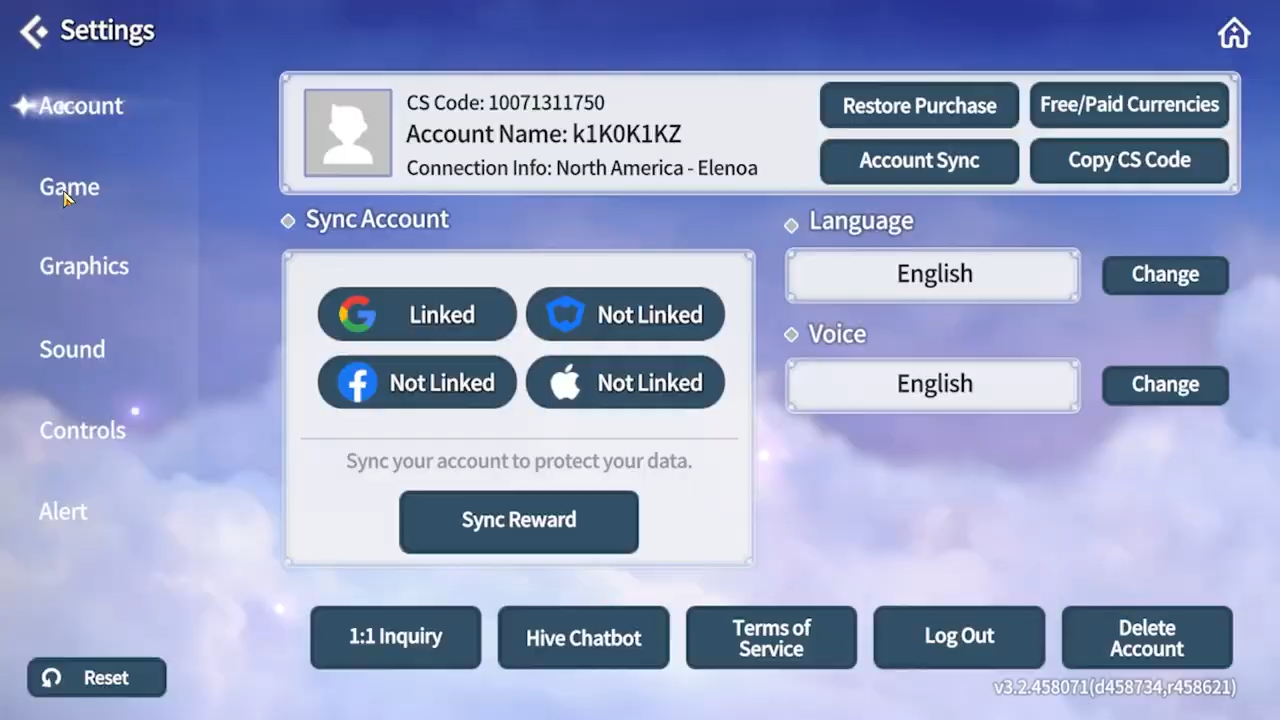 Settings
Account
Game
Graphics
Sound
Controls
Alert
Reset
CS Code: 10071311750
Account Name: k1K0K1KZ
Connection Info: North America - Elenoa
Restore Purchase
Free/Paid Currencies
Account Sync
Copy CS Code
Sync Account
Linked
Not Linked
Not Linked
Not Linked
Sync your account to protect your data.
Sync Reward
Language
English
Change
Voice
English
Change
1:1 Inquiry
Hive Chatbot
Terms of
Service
Log Out
Delete
Account
v3.2.458071(d458734,r458621)